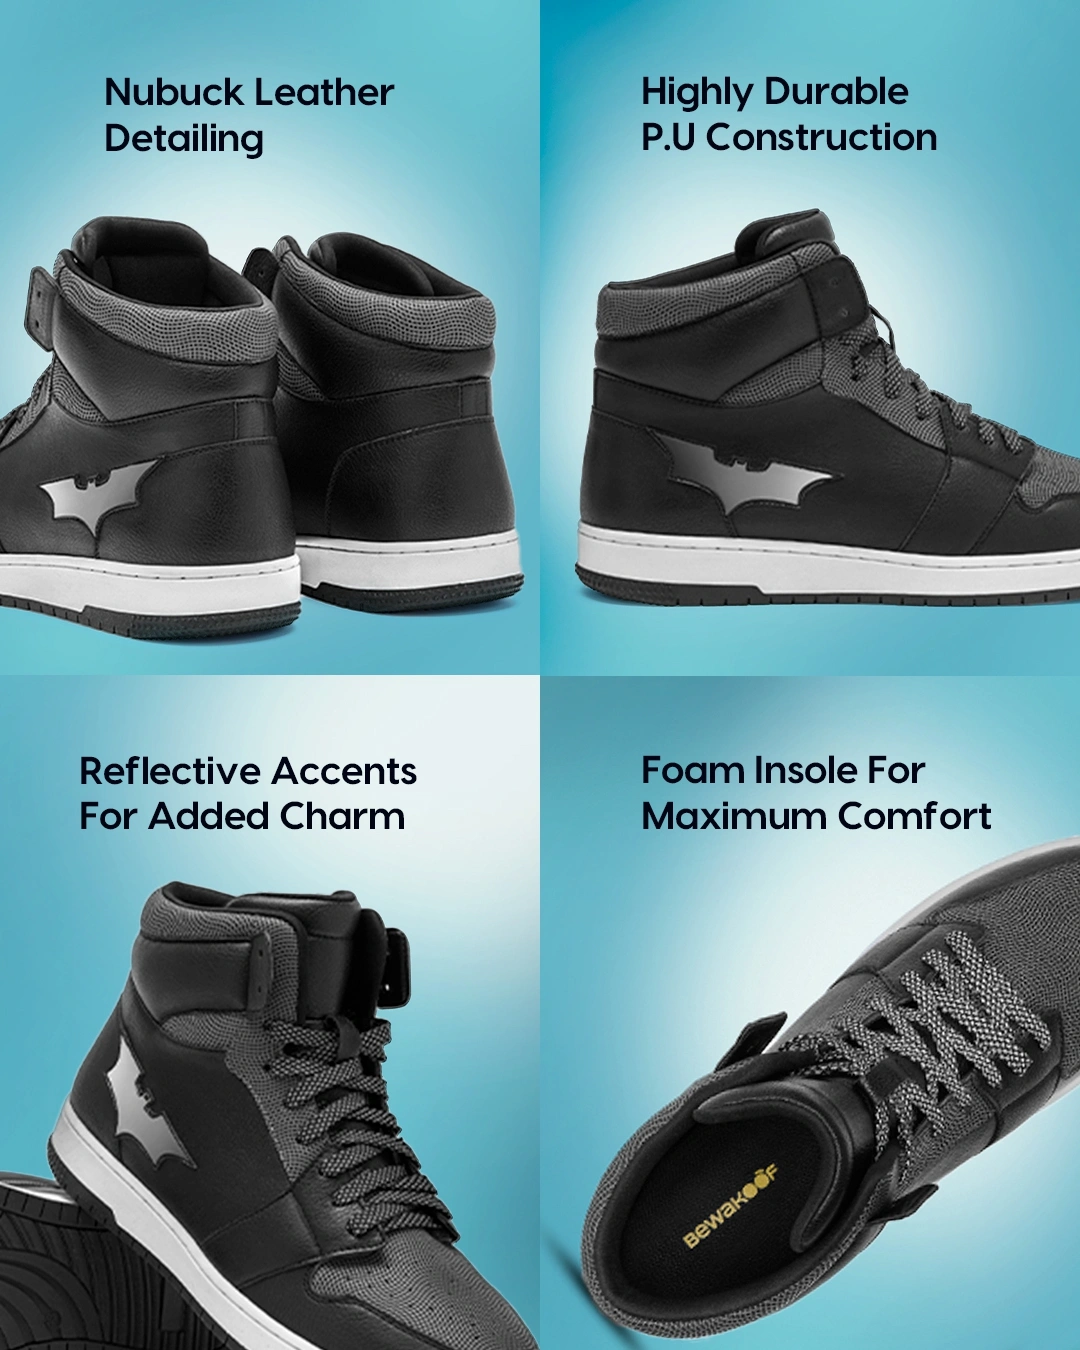 Nubuck Leather
Detailing
Highly Durable
P.U Construction
Reflective Accents
For Added Charm
Foam Insole For
Maximum Comfort
BewaKooF